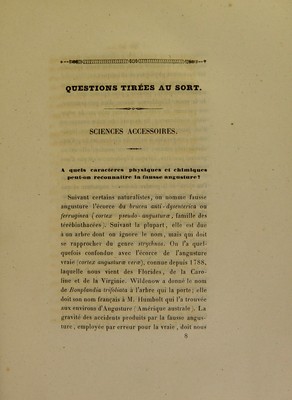 QUESTIONS TIRÉES AU SORT.
SCIENCES ACCESSOIRES.
A quels caractères physiques et chimiques
peut-on reconnaître la fausse angusture?
Suivant certains naturalistes, on nomme fausse
angusture l'écorce du brucea anti-dysenterica ou
ferruginea (cortex pseudo-angusturæ, famille des
térébinthacées). Suivant la plupart, elle est due
à un arbre dont on ignore le nom, mais qui doit
se rapprocher du genre strychnos. On l'a quel-
quefois confondue avec l'écorce de l'angusture
vraie (cortex angusturæ veræ), connue depuis 1788,
laquelle nous vient des Florides, de la Caro-
line et de la Virginie. Wildenow a donné le nom
de Bonplandia trifoliata à l'arbre qui la porte; elle
doit son nom français à M. Humbolt qui l'a trouvée
aux environs d'Angusture (Amérique australe). La
gravité des accidents produits par la fausse angus-
ture, employée par erreur pour la vraie, doit nous
8